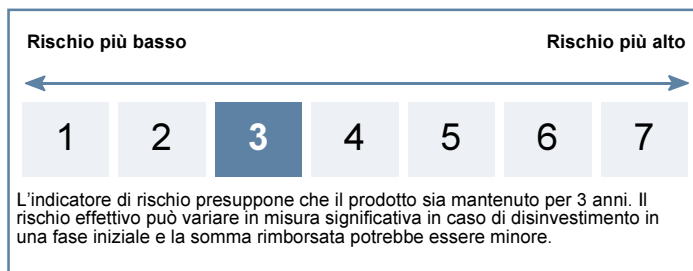 Rischio più basso Rischio più alto
1 2 3 4 5 6 7
L'indicatore di rischio presuppone che il prodotto sia mantenuto per 3 anni. Il
rischio effettivo può variare in misura significativa in caso di disinvestimento in
una fase iniziale e la somma rimborsata potrebbe essere minore.